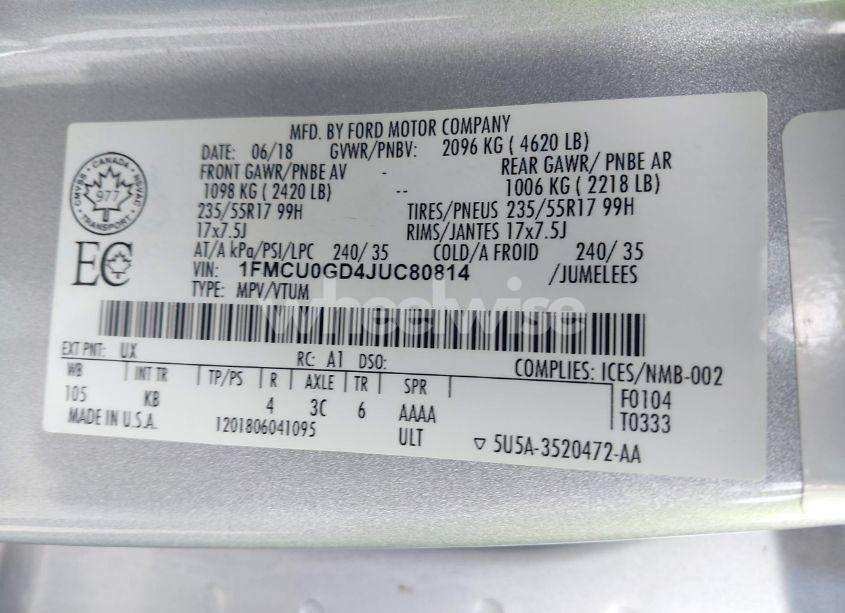 MFD. BY FORD MOTOR COMPANY
DATE: 06/18 GVWR/PNBV: 2096 KG ( 4620 LB)
FRONT GAWR/PNBE AV - REAR GAWR/ PNBE AR
1098 KG ( 2420 LB) -- 1006 KG ( 2218 LB)
235/55R17 99H TIRES/PNEUS 235/55R17 99H
17x7.5J RIMS/JANTES 17x7.5J
AT/A kPa/PSI/LPC 240/ 35 COLD/A FROID 240/ 35
VIN: 1FMCU0GD4JUC80814 /JUMELEES
TYPE: MPV/VTUM
CANADA
CMVSS NSVAC
977
TRANSPORT
EC
wheelwise
EXT PNT: UX RC: A1 DSO: COMPLIES: ICES/NMB-002
WB INT TR TP/PS R AXLE TR SPR F0104
105 KB 4 3C 6 AAAA T0333
MADE IN U.S.A. 1201806041095 ULT ▽ 5U5A-3520472-AA